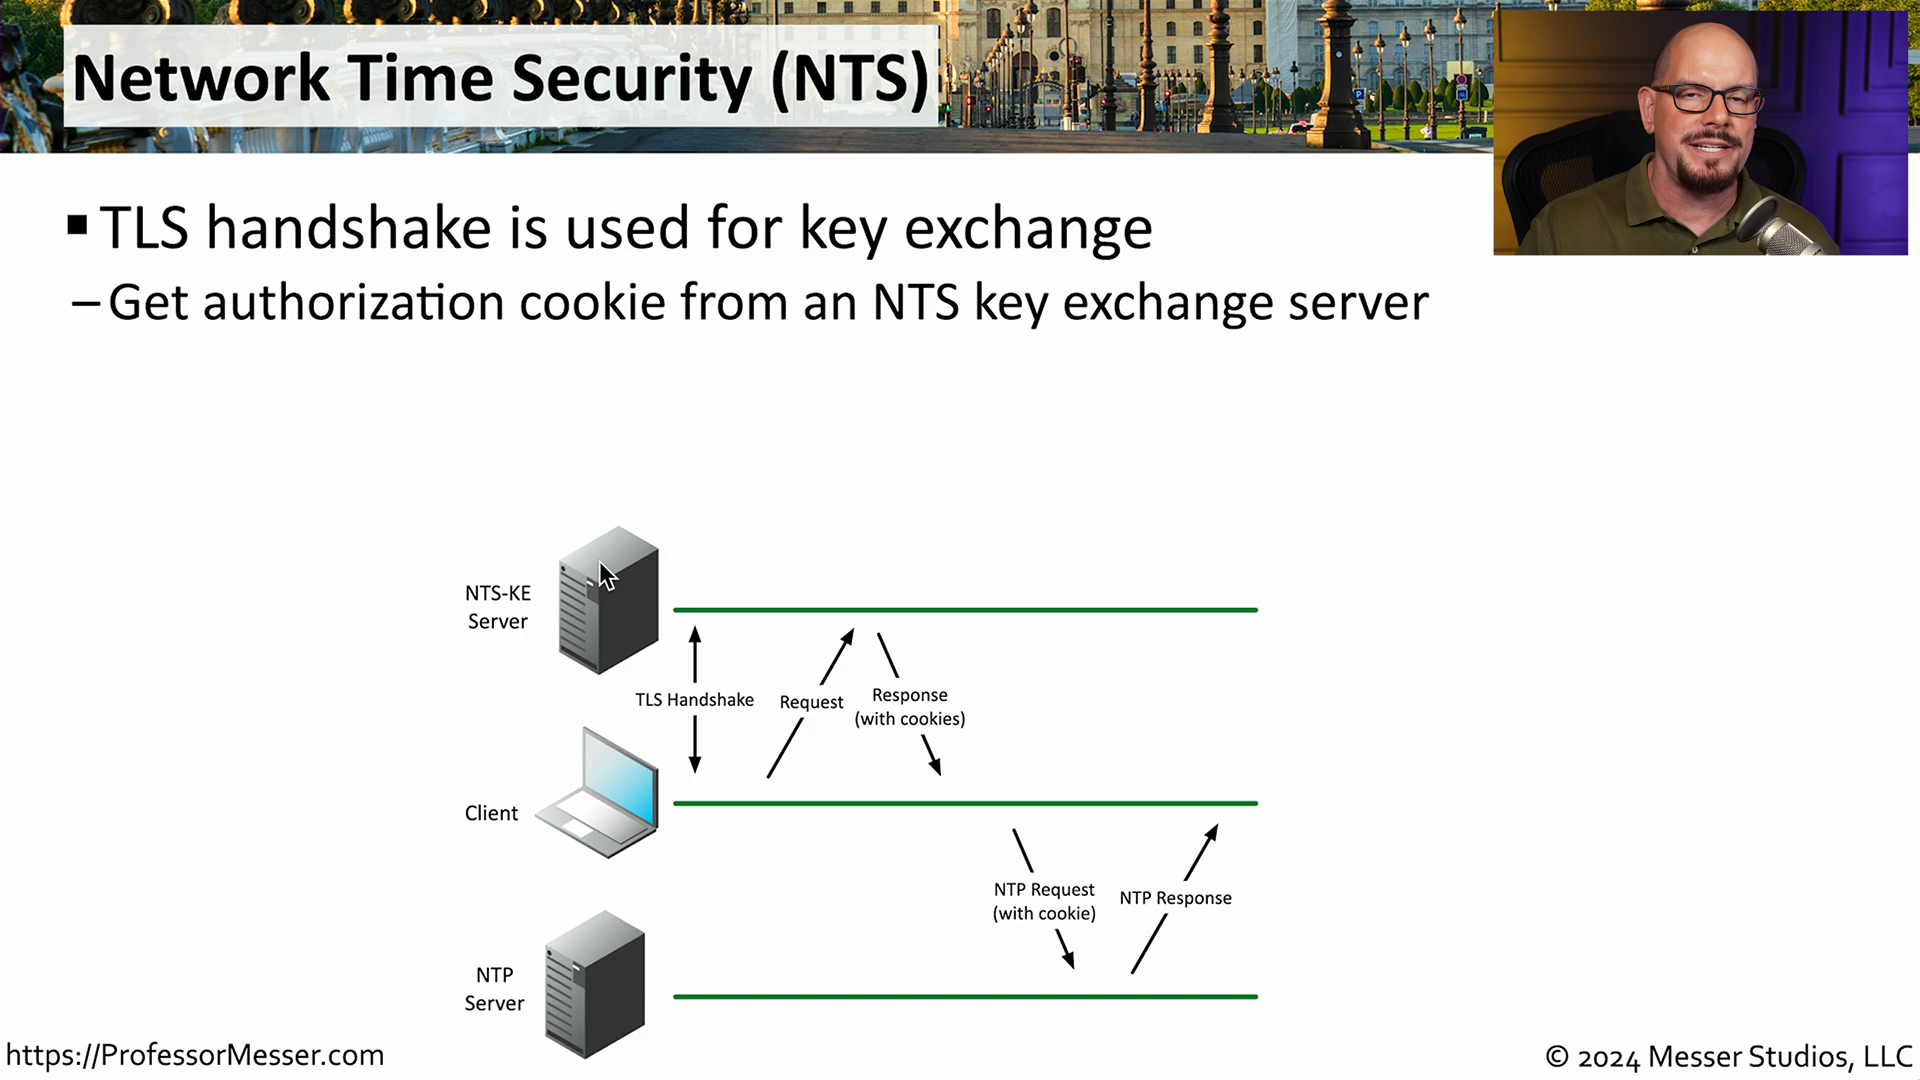 Network Time Security (NTS)
▪ TLS handshake is used for key exchange
– Get authorization cookie from an NTS key exchange server
NTS-KE
Server
TLS Handshake
Request
Response
(with cookies)
Client
NTP Request
(with cookie)
NTP Response
NTP
Server
https://ProfessorMesser.com
© 2024 Messer Studios, LLC